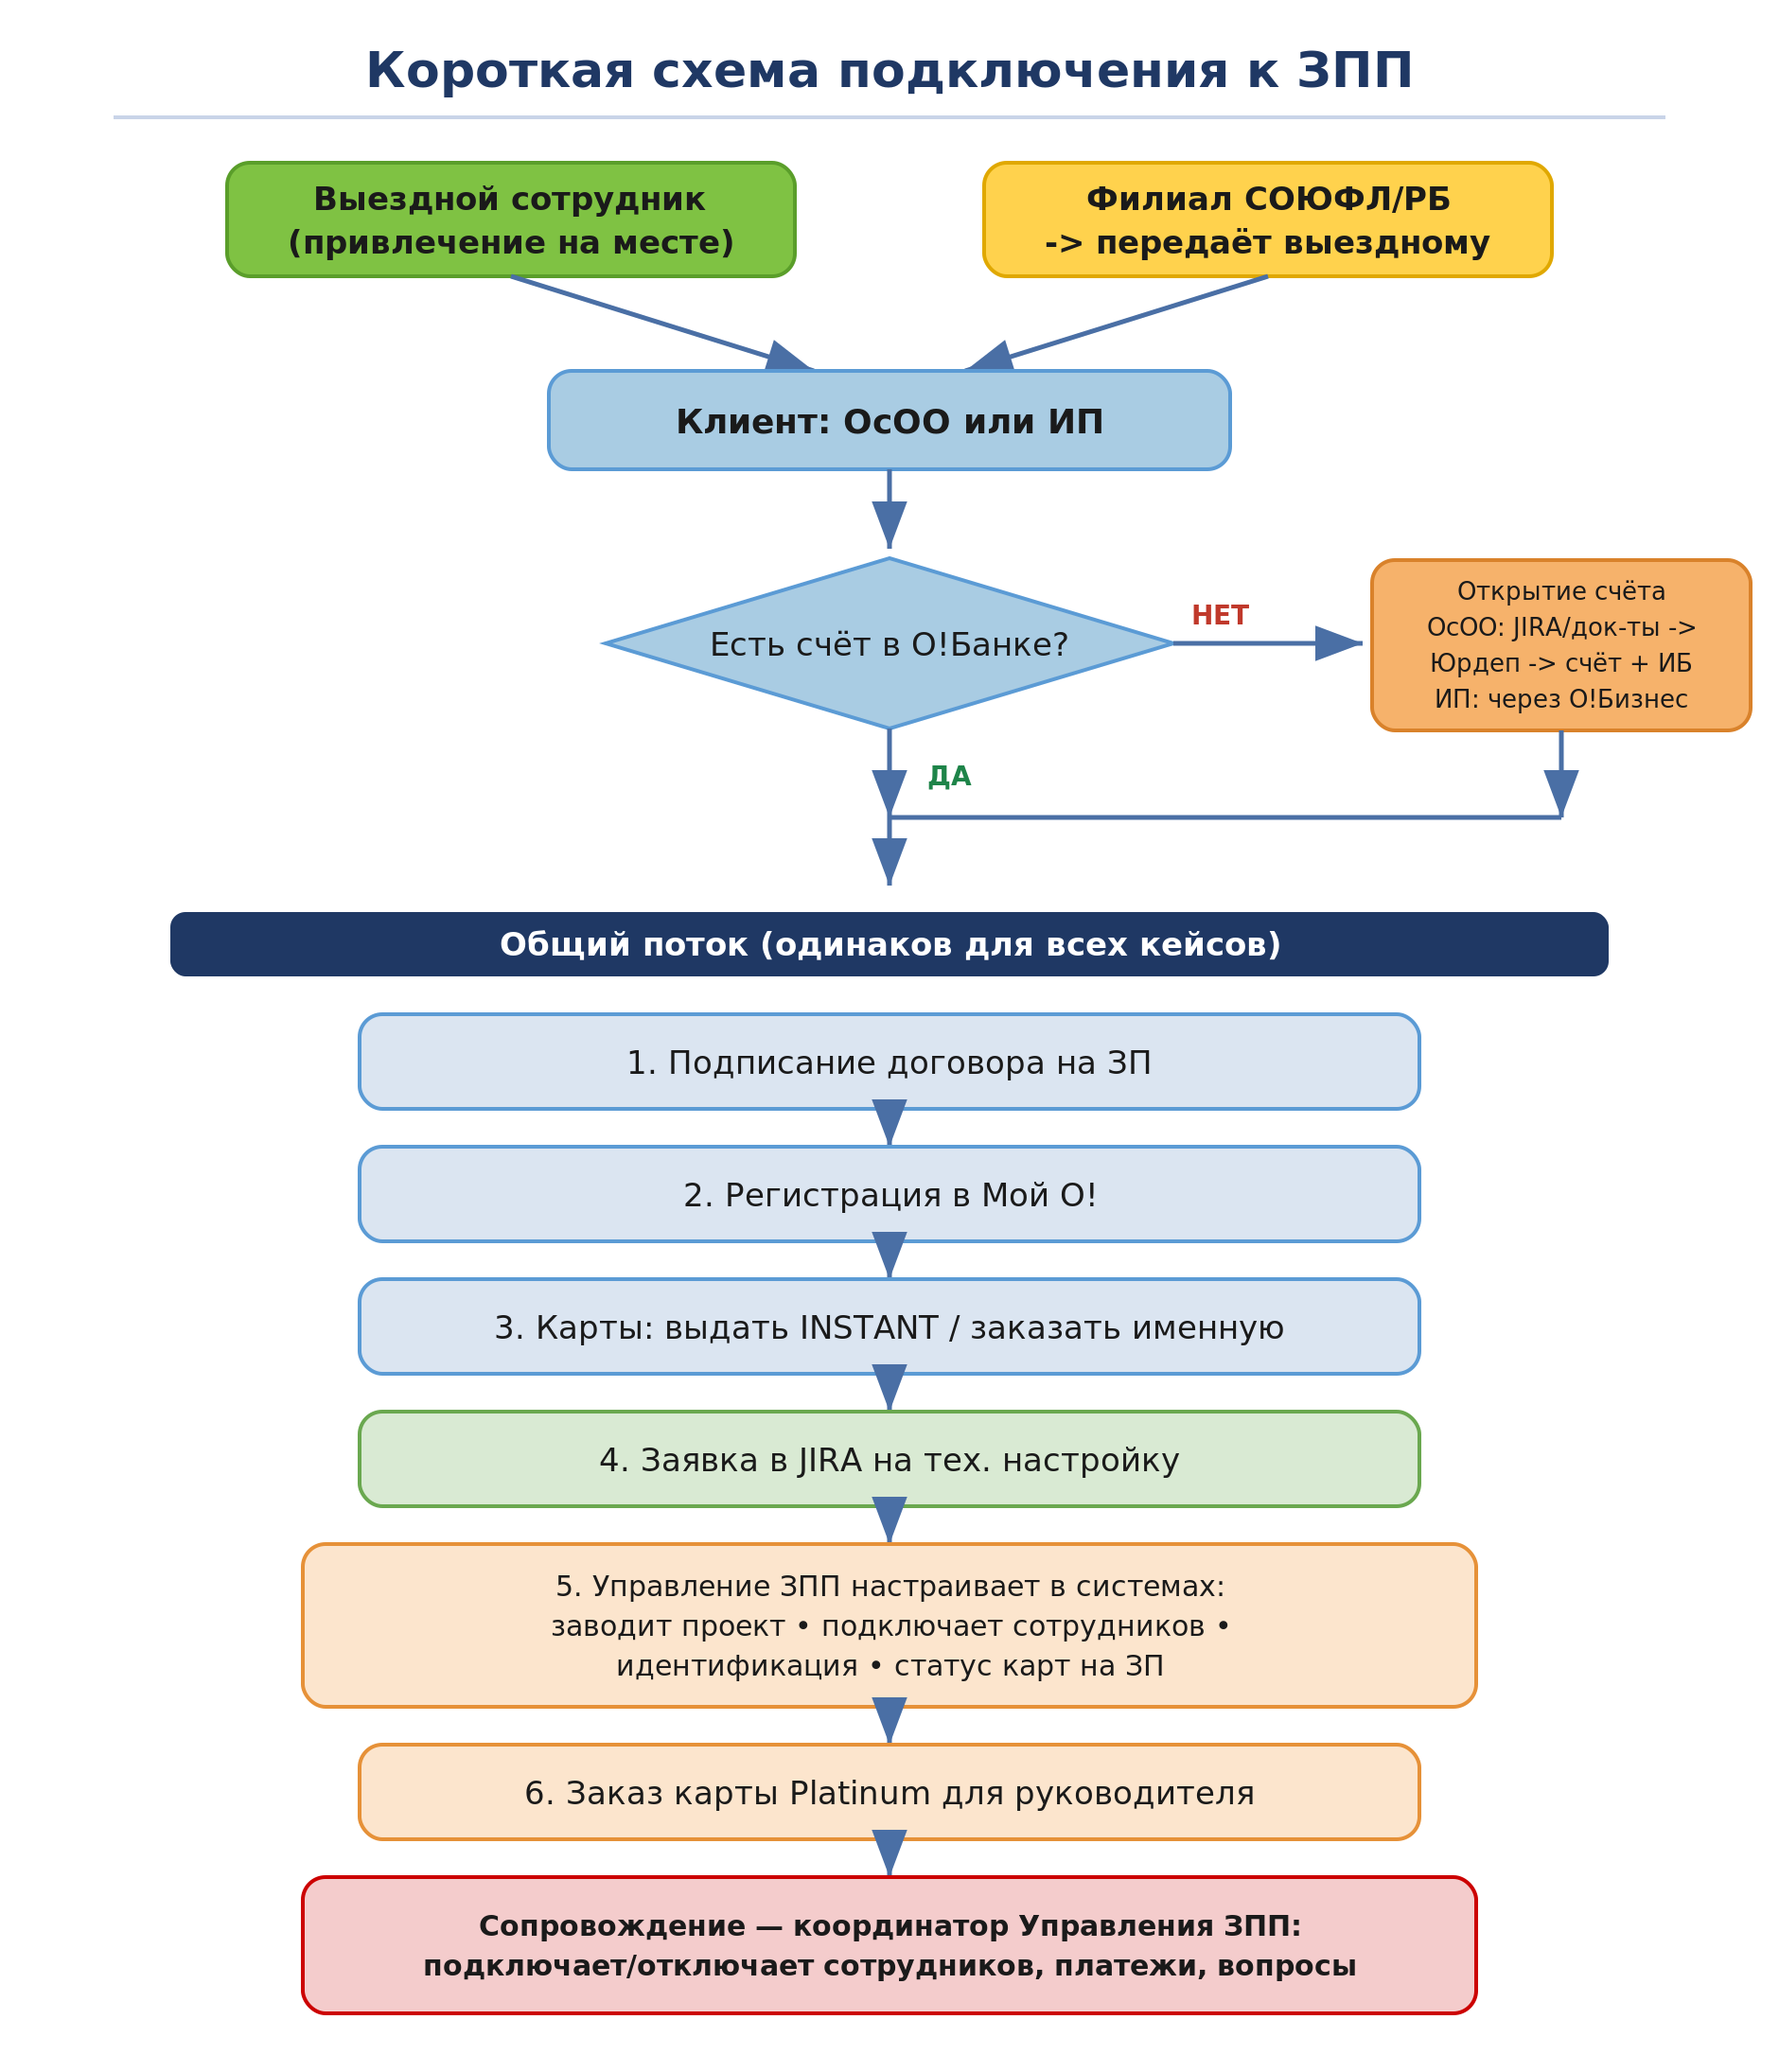 Короткая схема подключения к ЗПП
Выездной сотрудник
(привлечение на месте)
Филиал СОЮФЛ/РБ
-> передаёт выездному
Клиент: ОсОО или ИП
Есть счёт в О!Банке?
НЕТ
Открытие счёта
ОсОО: JIRA/док-ты ->
Юрдеп -> счёт + ИБ
ИП: через О!Бизнес
ДА
Общий поток (одинаков для всех кейсов)
1. Подписание договора на ЗП
2. Регистрация в Мой О!
3. Карты: выдать INSTANT / заказать именную
4. Заявка в JIRA на тех. настройку
5. Управление ЗПП настраивает в системах:
заводит проект • подключает сотрудников •
идентификация • статус карт на ЗП
6. Заказ карты Platinum для руководителя
Сопровождение — координатор Управления ЗПП:
подключает/отключает сотрудников, платежи, вопросы